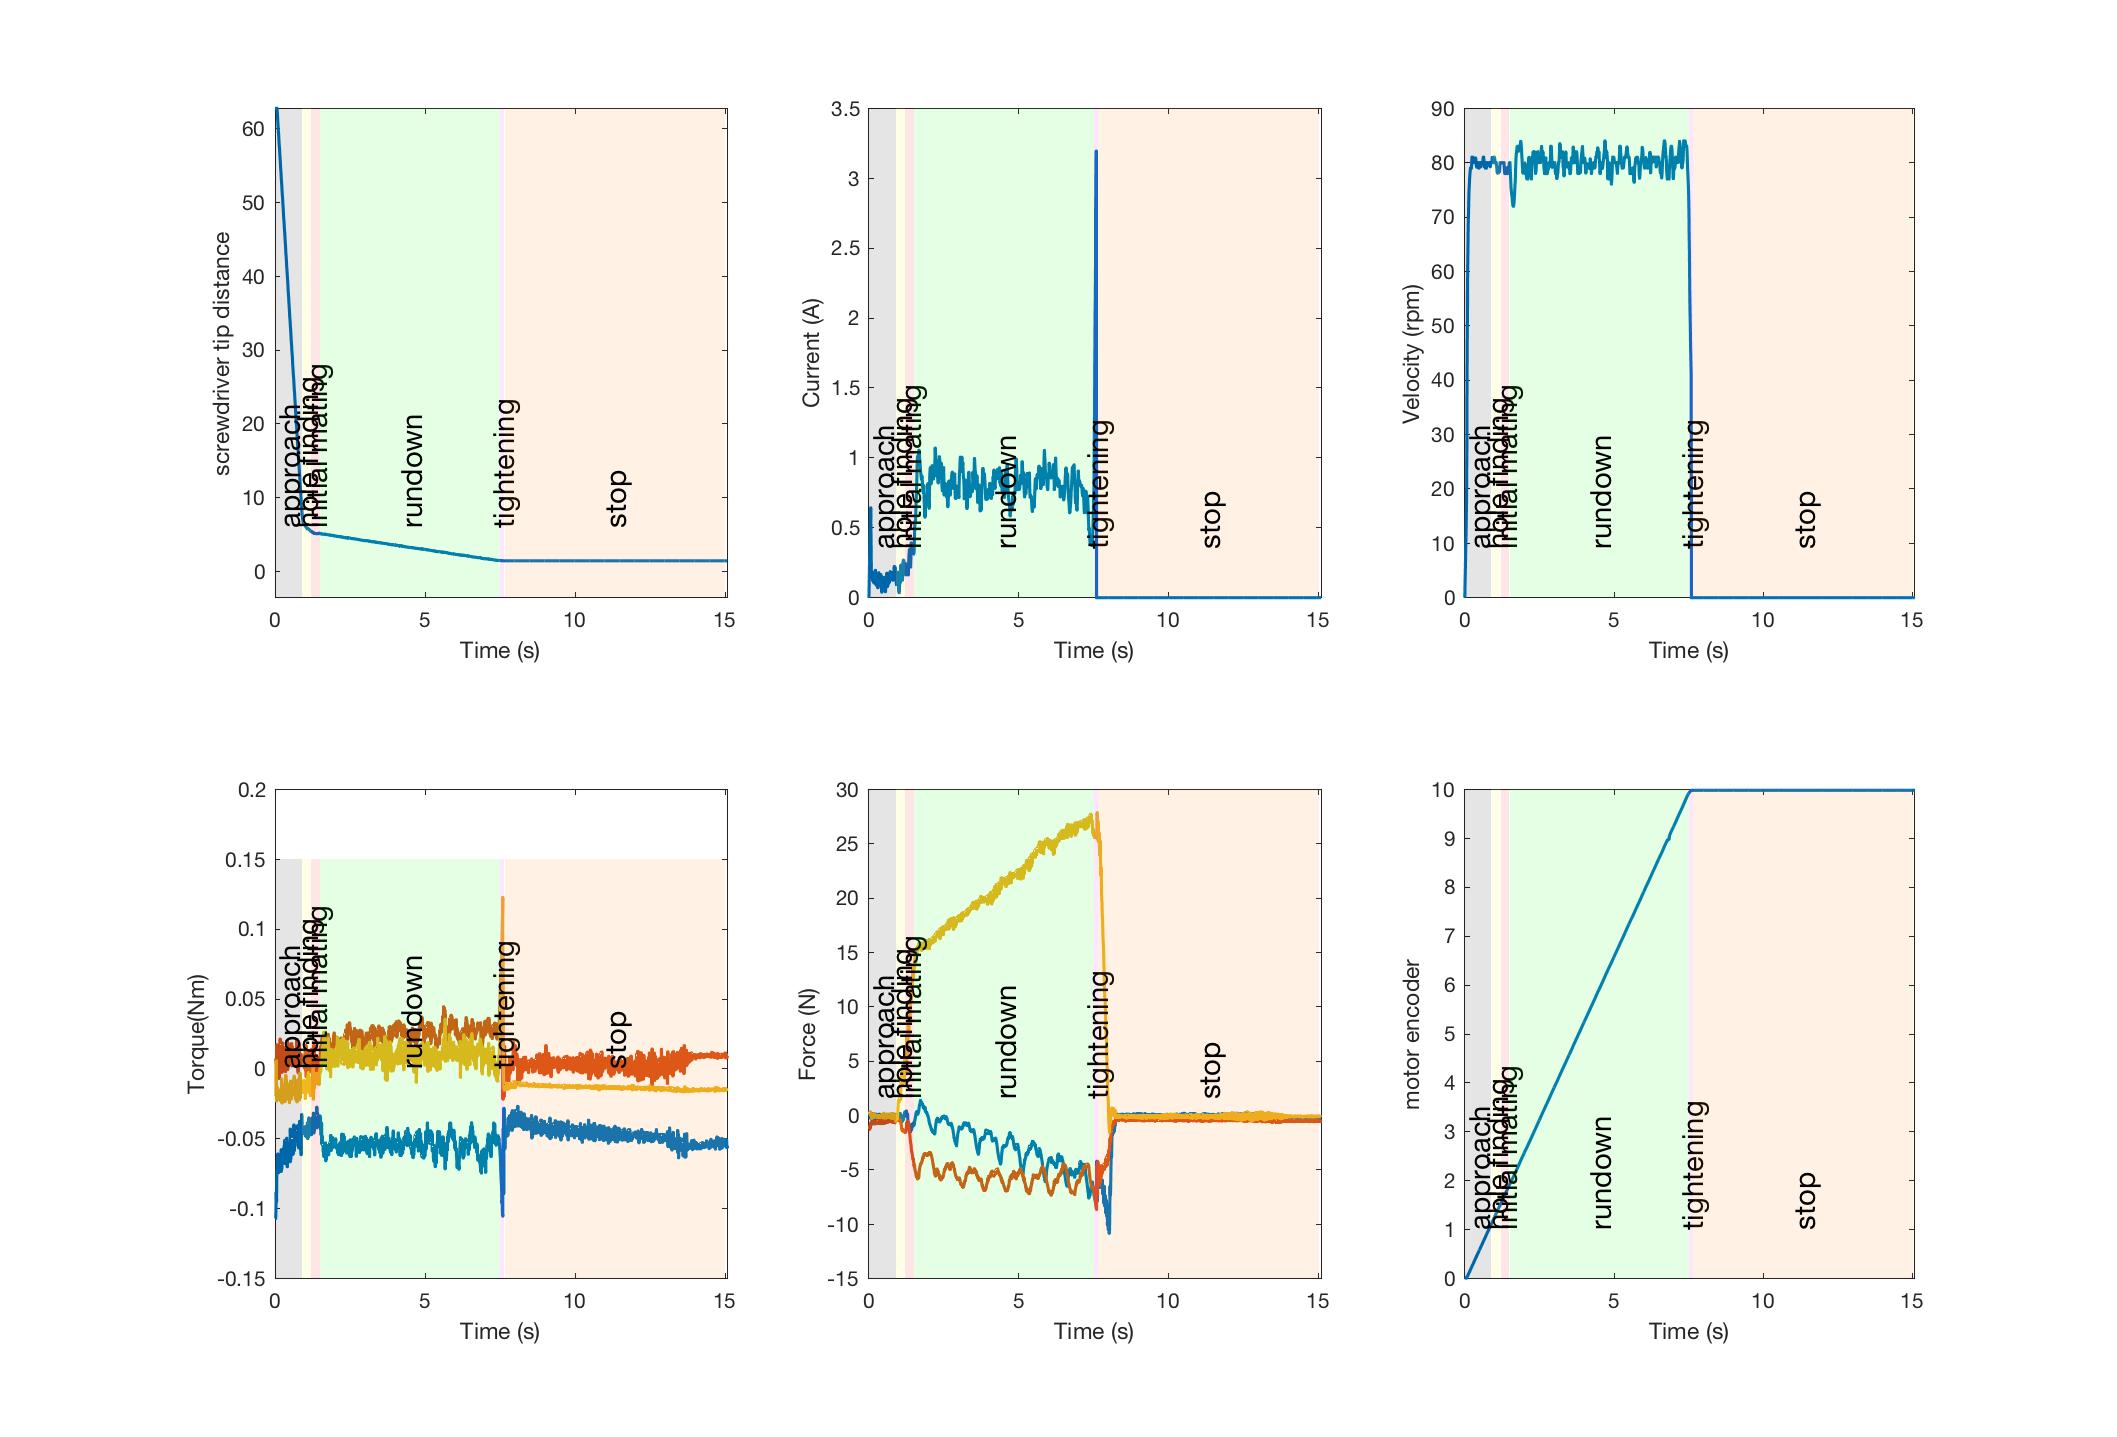 60
50
40
30
20
10
0
screwdriver tip distance
approach
hole finding
initial mating
rundown
tightening
stop
0 5 10 15
Time (s)
3.5
3
2.5
2
1.5
1
0.5
0
Current (A)
approach
hole finding
initial mating
rundown
tightening
stop
0 5 10 15
Time (s)
90
80
70
60
50
40
30
20
10
0
Velocity (rpm)
approach
hole finding
initial mating
rundown
tightening
stop
0 5 10 15
Time (s)
0.2
0.15
0.1
0.05
0
-0.05
-0.1
-0.15
Torque(Nm)
approach
hole finding
initial mating
rundown
tightening
stop
0 5 10 15
Time (s)
30
25
20
15
10
5
0
-5
-10
-15
Force (N)
approach
hole finding
initial mating
rundown
tightening
stop
0 5 10 15
Time (s)
10
9
8
7
6
5
4
3
2
1
0
motor encoder
approach
hole finding
initial mating
rundown
tightening
stop
0 5 10 15
Time (s)